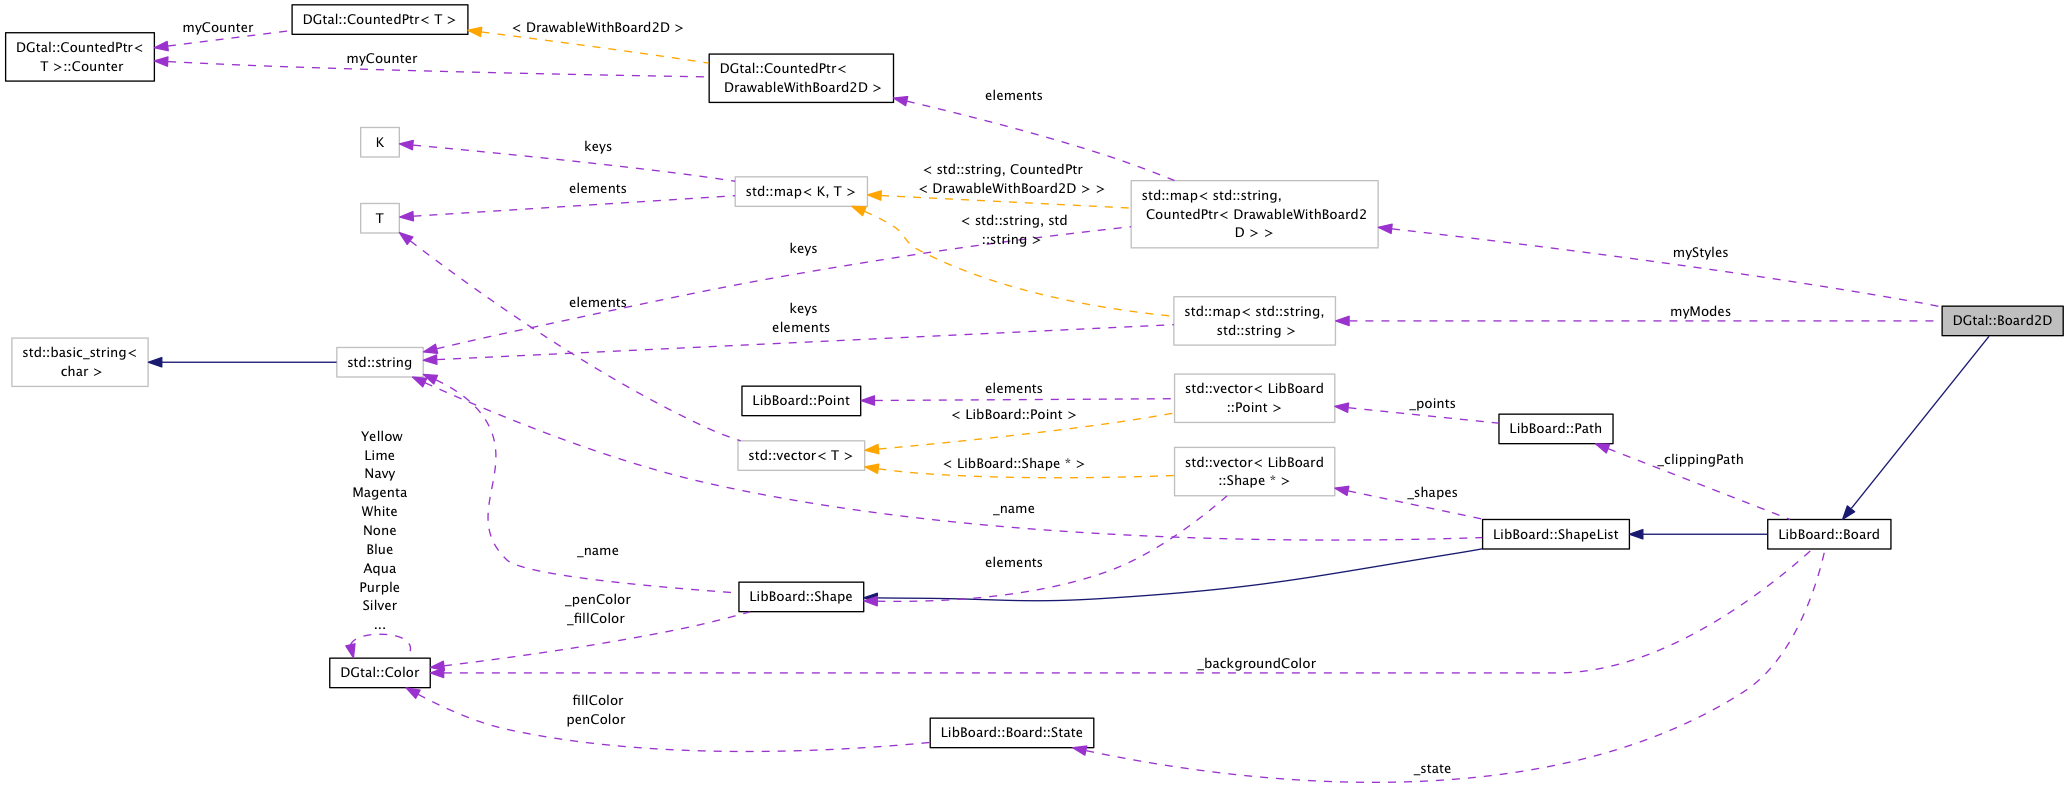 DGtal::CountedPtr< T >
< DrawableWithBoard2D >
myCounter
DGtal::CountedPtr<
T >::Counter
myCounter
DGtal::CountedPtr<
DrawableWithBoard2D >
elements
K
keys
< std::string, CountedPtr
< DrawableWithBoard2D > >
elements
std::map< K, T >
std::map< std::string,
CountedPtr< DrawableWithBoard2
D > >
T
< std::string, std
::string >
keys
myStyles
elements
keys
elements
std::map< std::string,
std::string >
myModes
DGtal::Board2D
std::basic_string<
char >
std::string
LibBoard::Point
elements
std::vector< LibBoard
::Point >
_points
< LibBoard::Point >
LibBoard::Path
std::vector< T >
< LibBoard::Shape * >
std::vector< LibBoard
::Shape * >
_clippingPath
_shapes
_name
LibBoard::ShapeList
LibBoard::Board
Yellow
Lime
Navy
Magenta
White
None
Blue
Aqua
Purple
Silver
...
_name
elements
LibBoard::Shape
_penColor
_fillColor
DGtal::Color
_backgroundColor
fillColor
penColor
LibBoard::Board::State
_state